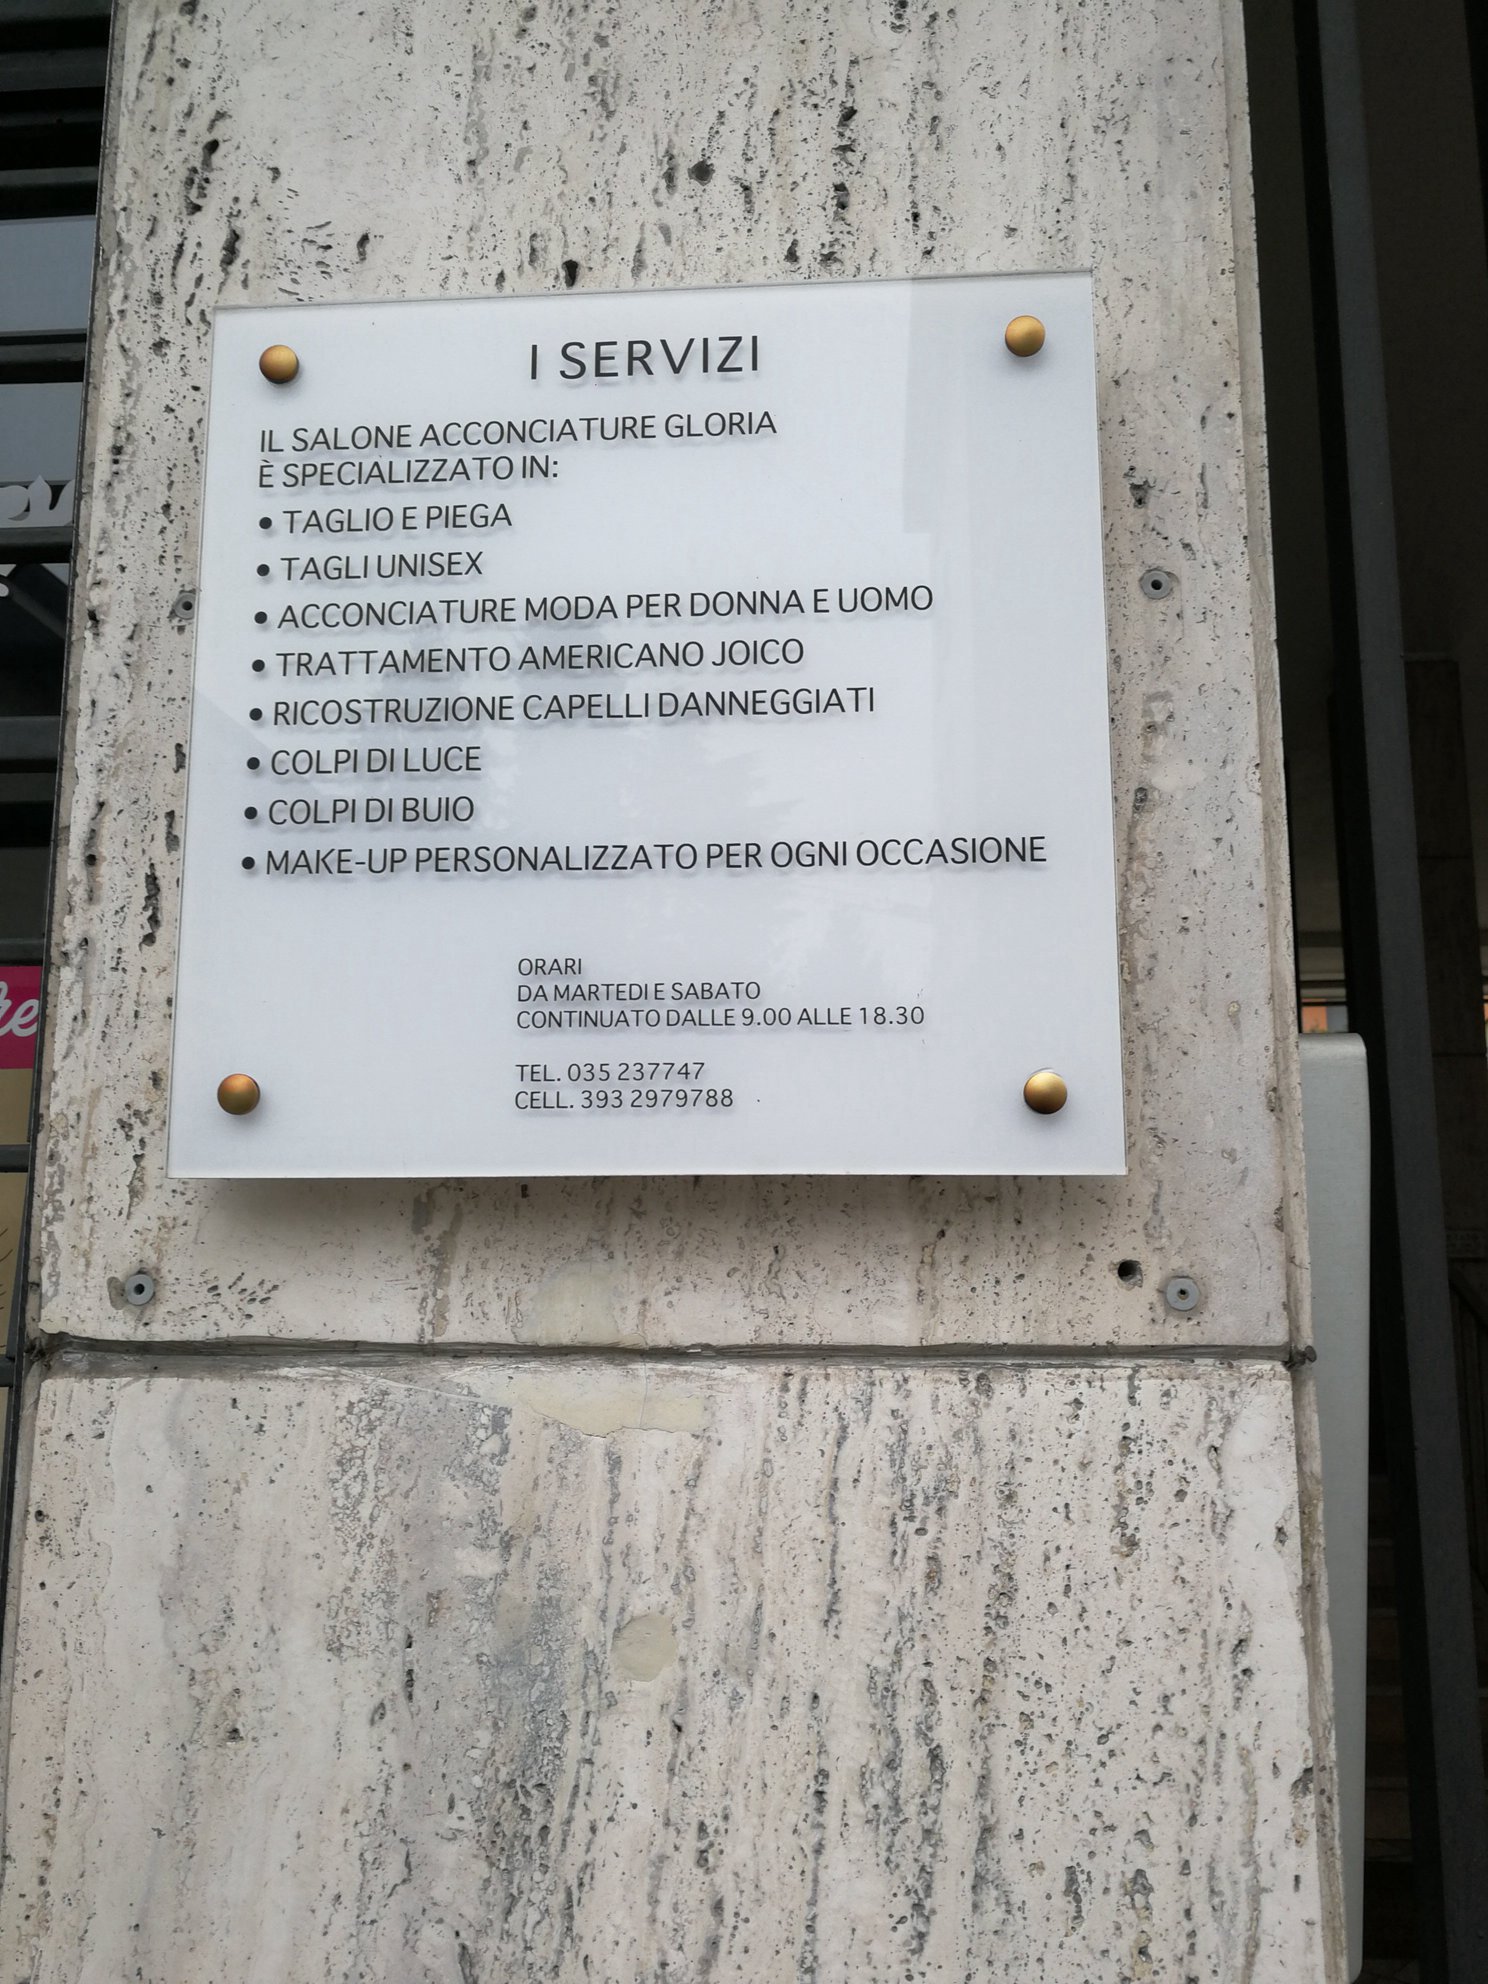 I SERVIZI
IL SALONE ACCONCIATURE GLORIA
È SPECIALIZZATO IN:
• TAGLIO E PIEGA
• TAGLI UNISEX
• ACCONCIATURE MODA PER DONNA E UOMO
• TRATTAMENTO AMERICANO JOICO
• RICOSTRUZIONE CAPELLI DANNEGGIATI
• COLPI DI LUCE
• COLPI DI BUIO
• MAKE-UP PERSONALIZZATO PER OGNI OCCASIONE
ORARI
DA MARTEDI E SABATO
CONTINUATO DALLE 9.00 ALLE 18.30
TEL. 035 237747
CELL. 393 2979788